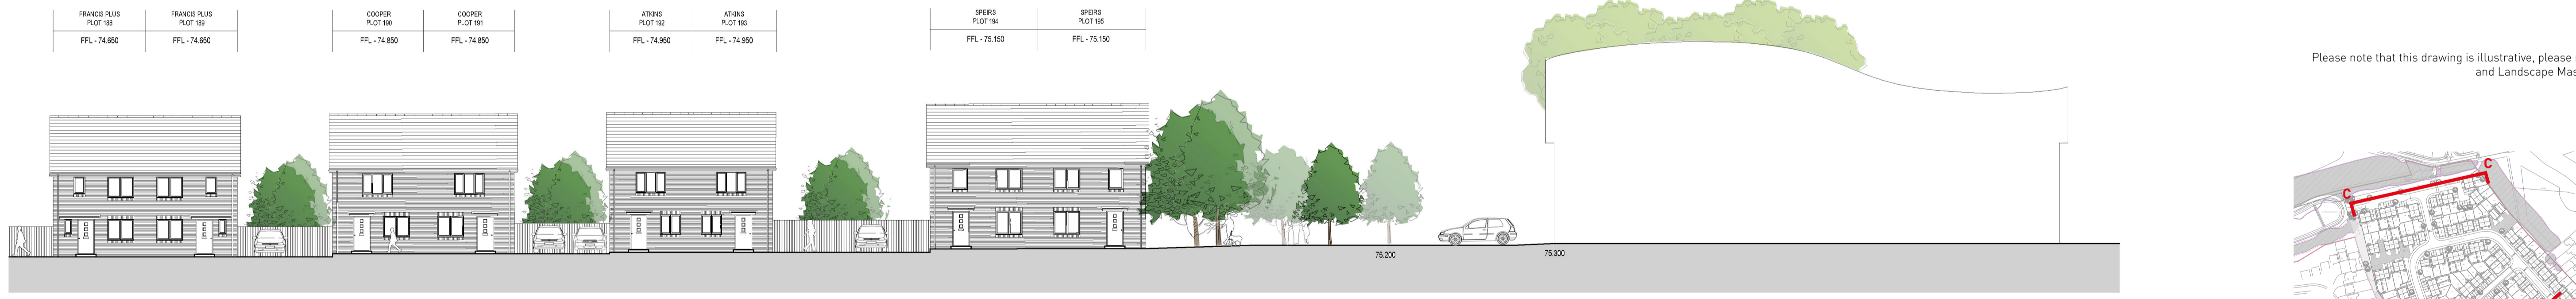 FRANCIS PLUS
PLOT 188
FFL - 74.650
FRANCIS PLUS
PLOT 189
FFL - 74.650
COOPER
PLOT 190
FFL - 74.850
COOPER
PLOT 191
FFL - 74.850
ATKINS
PLOT 192
FFL - 74.950
ATKINS
PLOT 193
FFL - 74.950
SPEIRS
PLOT 194
FFL - 75.150
SPEIRS
PLOT 195
FFL - 75.150
Please note that this drawing is illustrative, please
and Landscape Mas
C
C
75.200
75.300